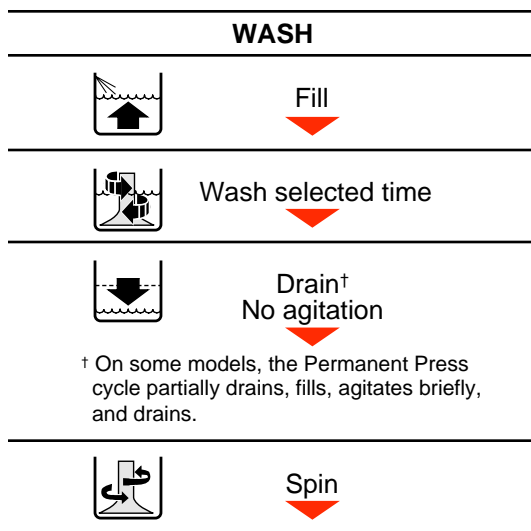 WASH
Fill
Wash selected time
Drain†
No agitation
† On some models, the Permanent Press
cycle partially drains, fills, agitates briefly,
and drains.
Spin